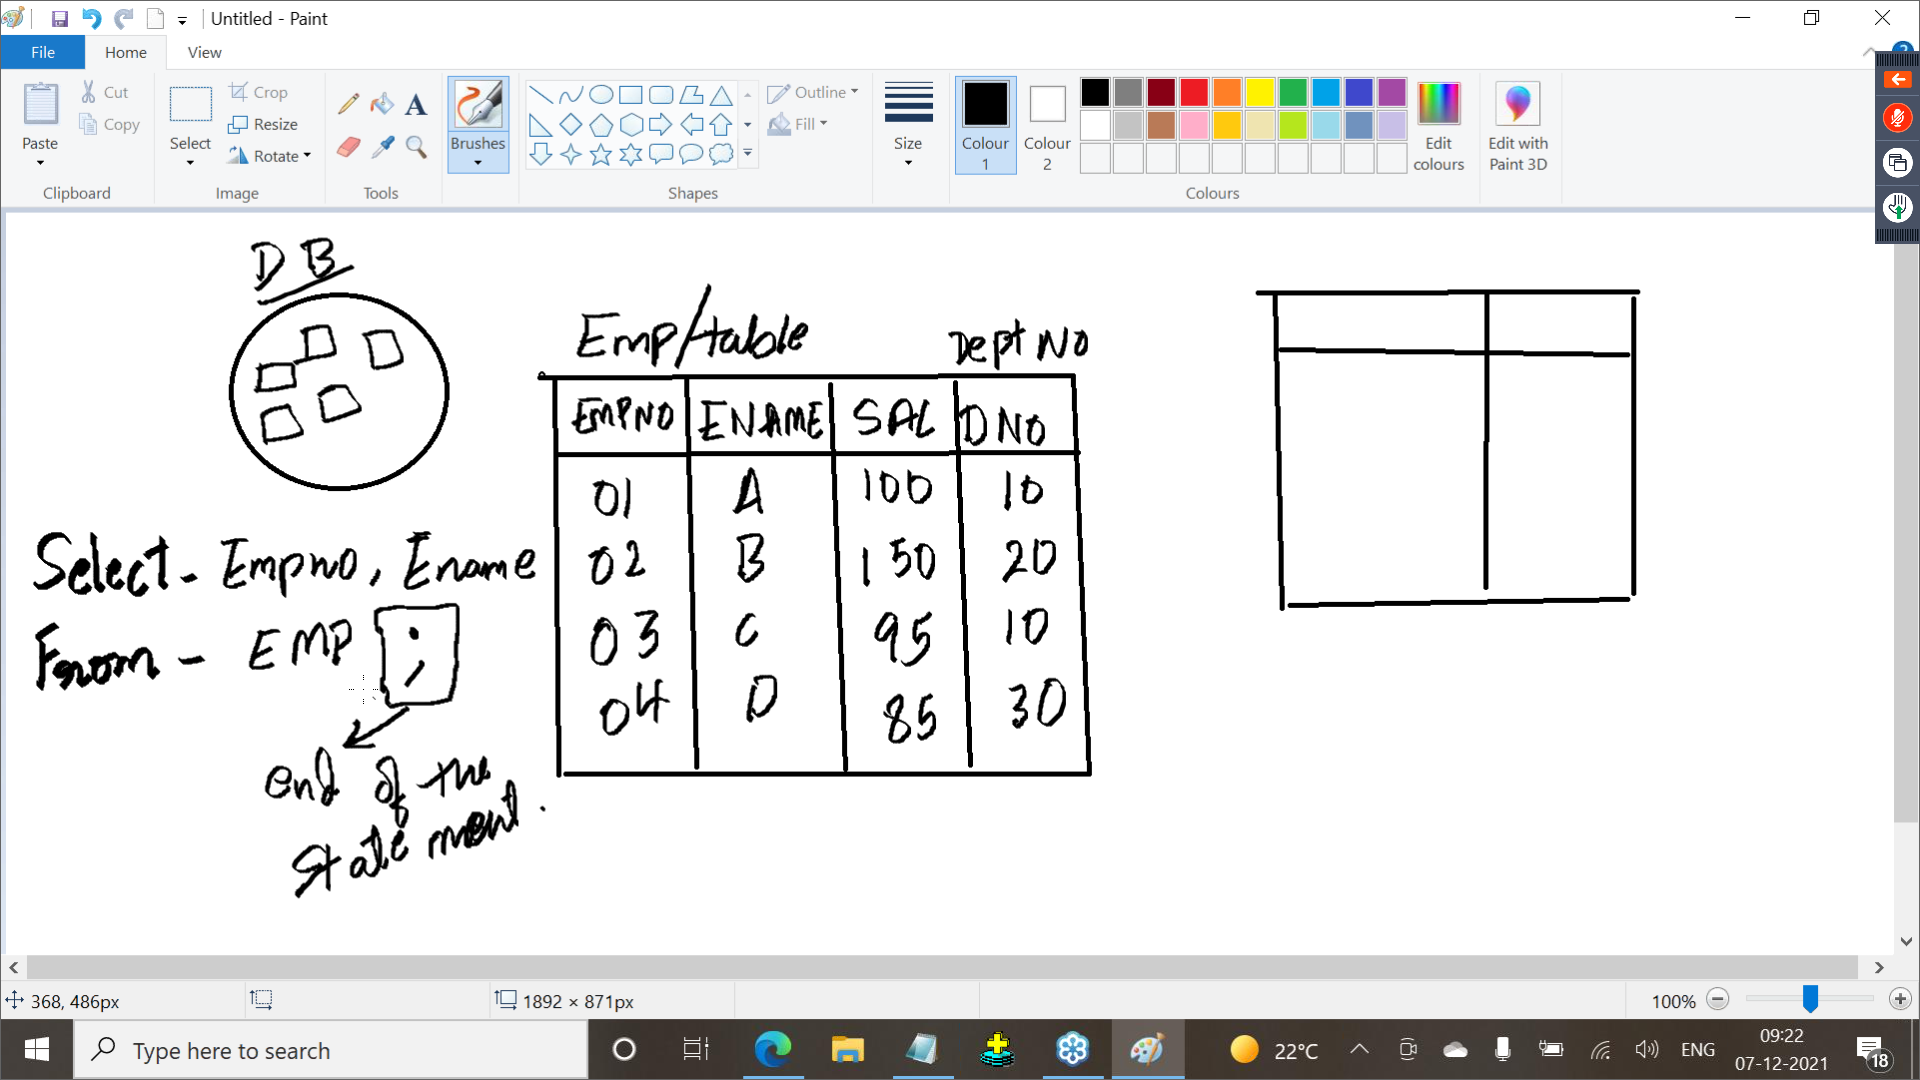 Untitled - Paint
File Home View
Paste
Cut
Copy
Clipboard
Select
Crop
Resize
Rotate
Image
Tools
Brushes
Shapes
Outline
Fill
Size
Colour 1
Colour 2
Edit colours
Edit with Paint 3D
Colours
DB
Emp/table Dept NO
EMPNO ENAME SAL DNO
01 A 100 10
02 B 150 20
03 C 95 10
04 D 85 30
Select - Empno, Ename
From - EMP ;
end of the
statement.
368, 486px
1892 × 871px
100%
Type here to search
22°C
ENG
09:22
07-12-2021
18